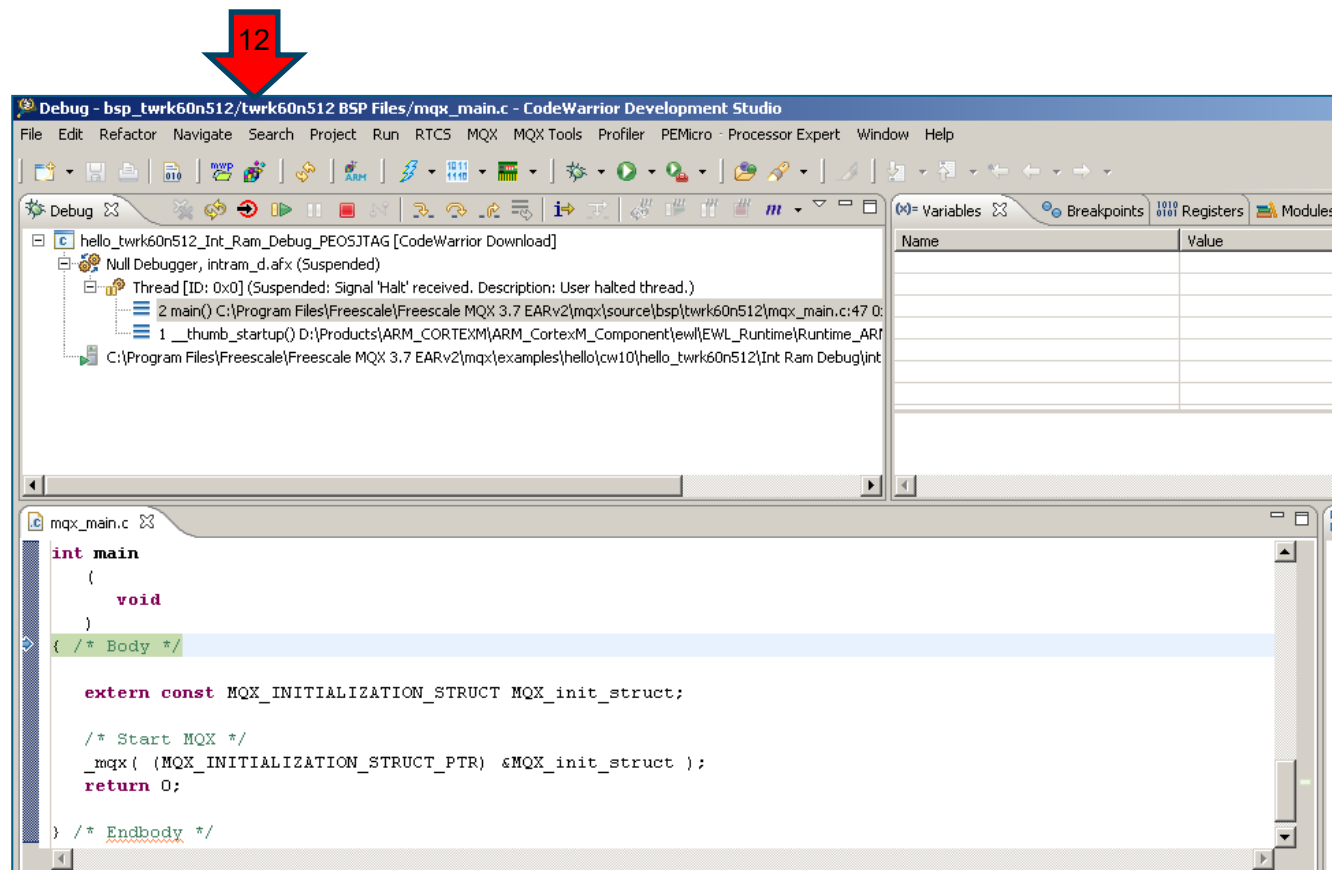 12
Debug - bsp_twrk60n512/twrk60n512 BSP Files/mqx_main.c - CodeWarrior Development Studio
File Edit Refactor Navigate Search Project Run RTCS MQX MQX Tools Profiler PEMicro - Processor Expert Window Help
Debug
hello_twrk60n512_Int_Ram_Debug_PEOSJTAG [CodeWarrior Download]
Null Debugger, intram_d.afx (Suspended)
Thread [ID: 0x0] (Suspended: Signal 'Halt' received. Description: User halted thread.)
2 main() C:\Program Files\Freescale\Freescale MQX 3.7 EARv2\mqx\source\bsp\twrk60n512\mqx_main.c:47 0:
1 __thumb_startup() D:\Products\ARM_CORTEXM\ARM_CortexM_Component\ewl\EWL_Runtime\Runtime_ARM
C:\Program Files\Freescale\Freescale MQX 3.7 EARv2\mqx\examples\hello\cw10\hello_twrk60n512\Int Ram Debug\int
(x)= Variables Breakpoints Registers Modules
Name Value
mqx_main.c
int main
(
void
)
{ /* Body */
extern const MQX_INITIALIZATION_STRUCT MQX_init_struct;
/* Start MQX */
_mqx( (MQX_INITIALIZATION_STRUCT_PTR) &MQX_init_struct );
return 0;
} /* Endbody */